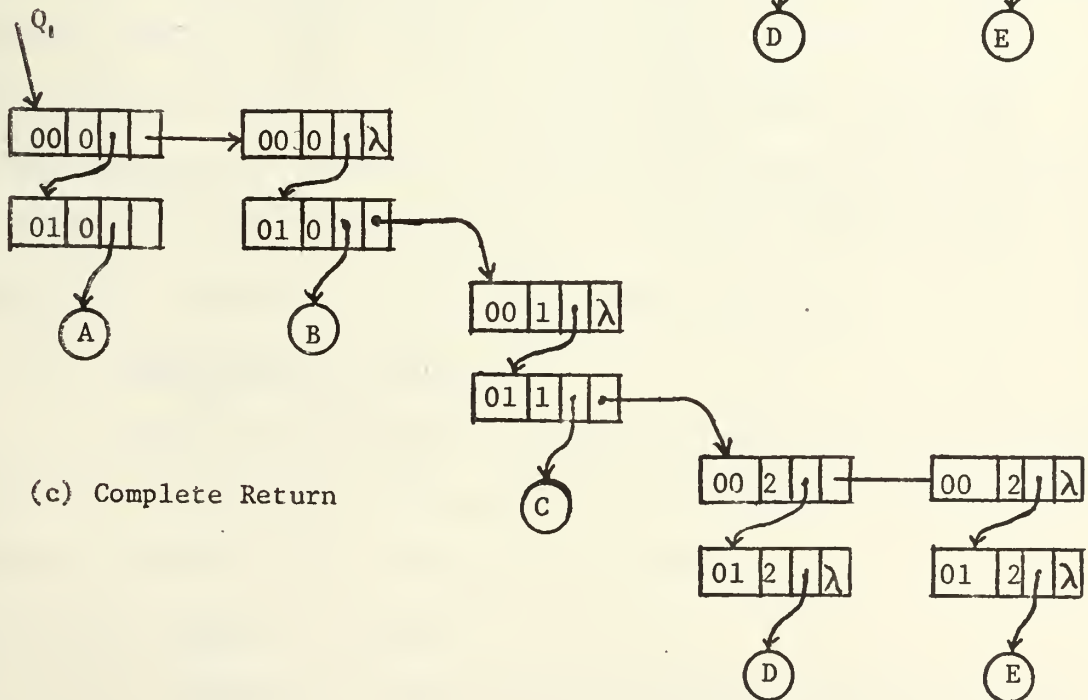 Q₁
D E
00 0 00 0 λ
01 0 01 0
A B
00 1 λ
01 1
C
00 2 00 2 λ
01 2 λ 01 2 λ
(c) Complete Return
D E